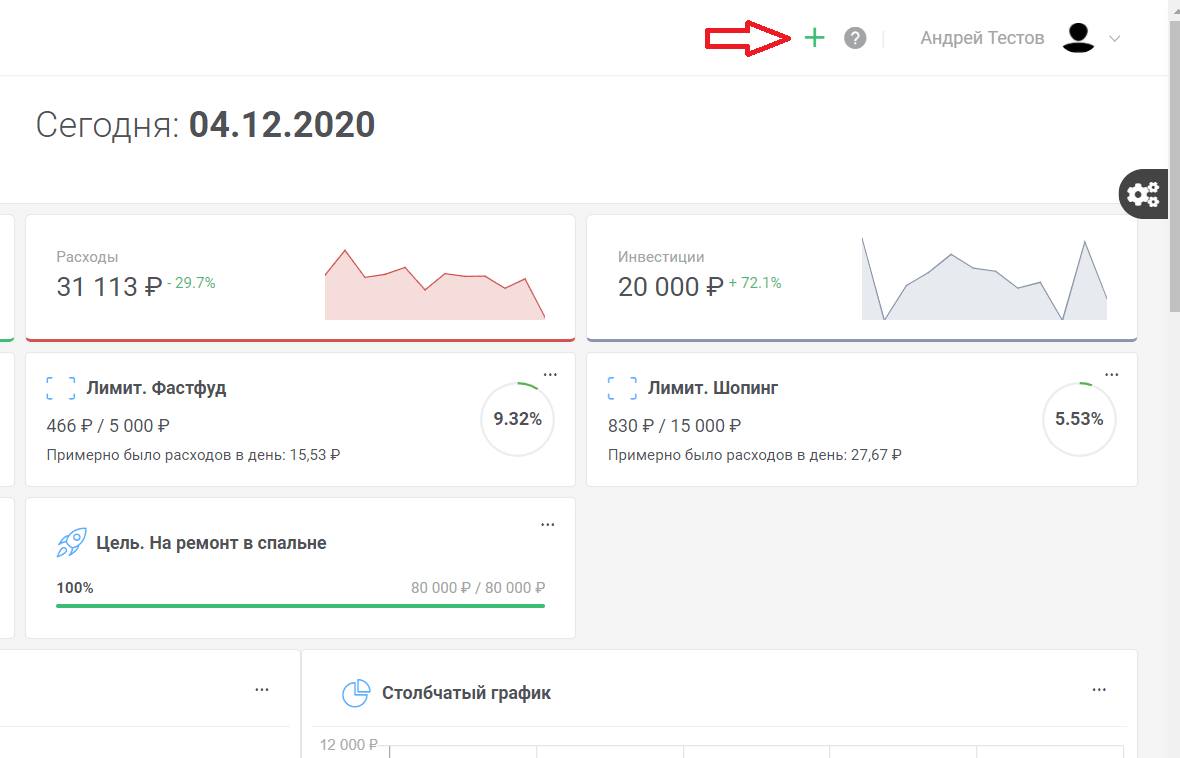 Андрей Тестов
Сегодня: 04.12.2020
Расходы
31 113 ₽ - 29.7%
Инвестиции
20 000 ₽ + 72.1%
Лимит. Фастфуд
466 ₽ / 5 000 ₽
Примерно было расходов в день: 15,53 ₽
9.32%
Лимит. Шопинг
830 ₽ / 15 000 ₽
Примерно было расходов в день: 27,67 ₽
5.53%
Цель. На ремонт в спальне
100% 80 000 ₽ / 80 000 ₽
Столбчатый график
12 000 ₽